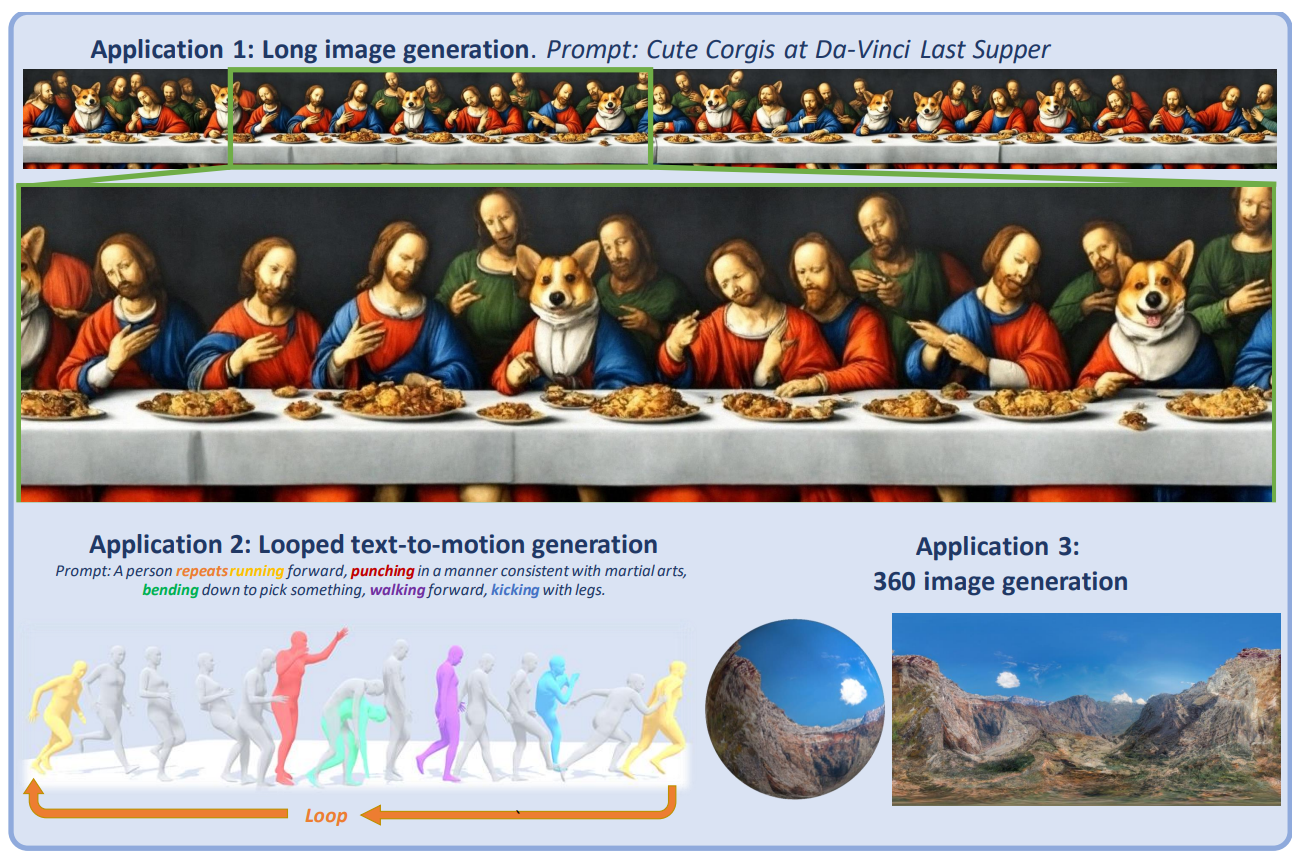 Application 1: Long image generation. Prompt: Cute Corgis at Da-Vinci Last Supper
Application 2: Looped text-to-motion generation
Prompt: A person repeats running forward, punching in a manner consistent with martial arts,
bending down to pick something, walking forward, kicking with legs.
Loop
Application 3:
360 image generation